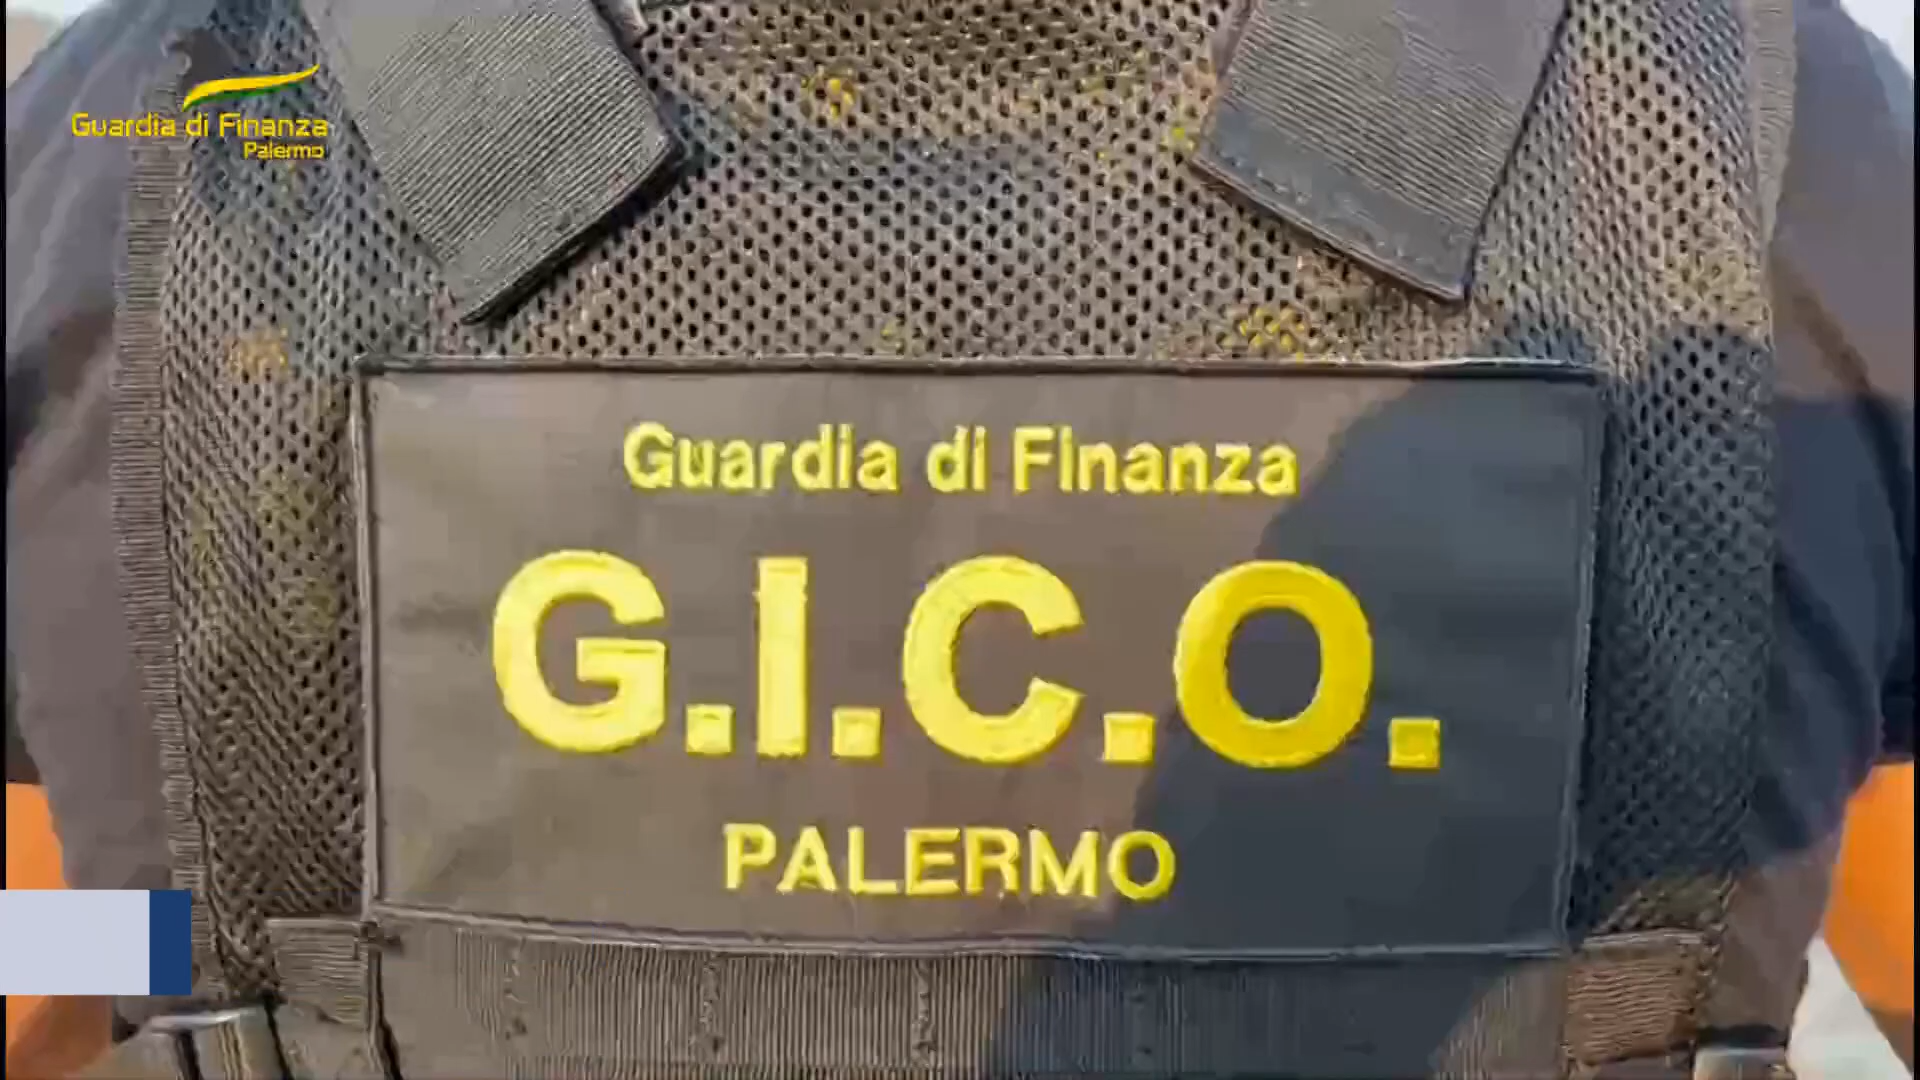 Guardia di Finanza
Palermo
Guardia di Finanza
G.I.C.O.
PALERMO